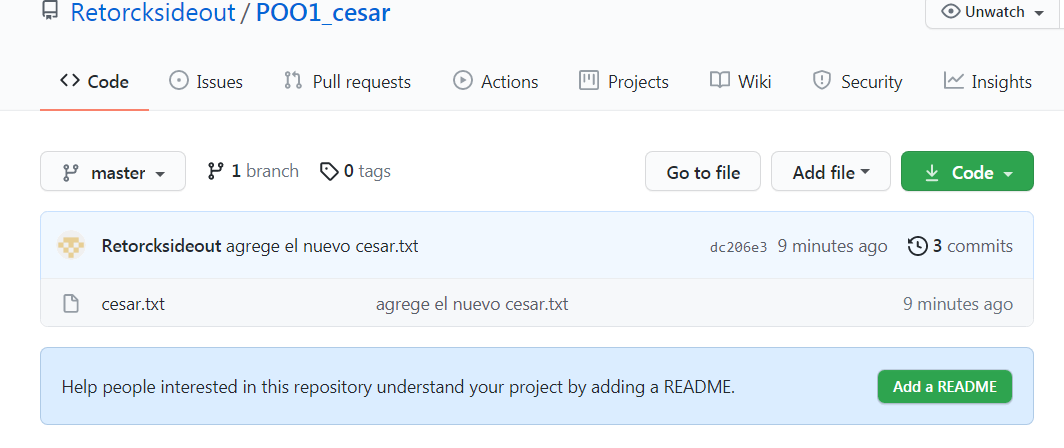 Retorcksideout / POO1_cesar
Unwatch
Code Issues Pull requests Actions Projects Wiki Security Insights
master 1 branch 0 tags Go to file Add file Code
Retorcksideout agrege el nuevo cesar.txt dc206e3 9 minutes ago 3 commits
cesar.txt agrege el nuevo cesar.txt 9 minutes ago
Help people interested in this repository understand your project by adding a README. Add a README